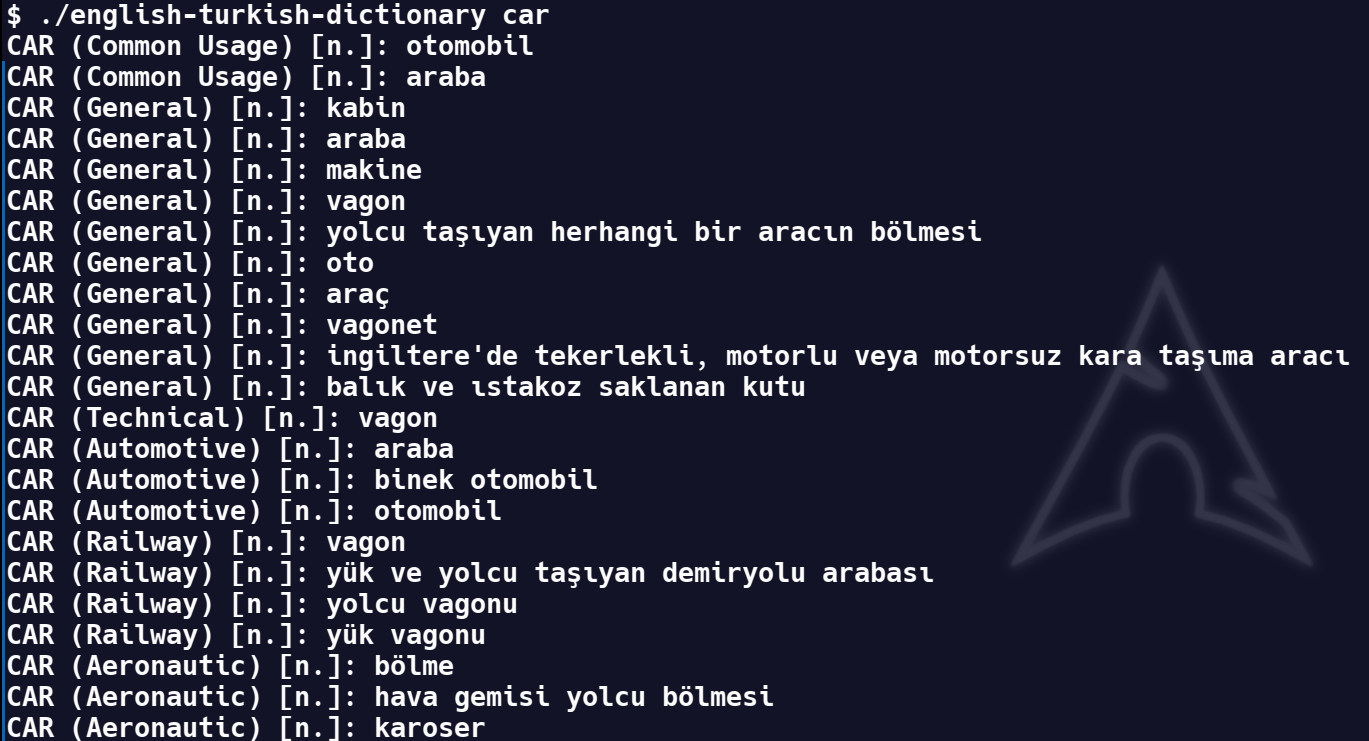 $ ./english-turkish-dictionary car
CAR (Common Usage) [n.]: otomobil
CAR (Common Usage) [n.]: araba
CAR (General) [n.]: kabin
CAR (General) [n.]: araba
CAR (General) [n.]: makine
CAR (General) [n.]: vagon
CAR (General) [n.]: yolcu taşıyan herhangi bir aracın bölmesi
CAR (General) [n.]: oto
CAR (General) [n.]: araç
CAR (General) [n.]: vagonet
CAR (General) [n.]: ingiltere'de tekerlekli, motorlu veya motorsuz kara taşıma aracı
CAR (General) [n.]: balık ve ıstakoz saklanan kutu
CAR (Technical) [n.]: vagon
CAR (Automotive) [n.]: araba
CAR (Automotive) [n.]: binek otomobil
CAR (Automotive) [n.]: otomobil
CAR (Railway) [n.]: vagon
CAR (Railway) [n.]: yük ve yolcu taşıyan demiryolu arabası
CAR (Railway) [n.]: yolcu vagonu
CAR (Railway) [n.]: yük vagonu
CAR (Aeronautic) [n.]: bölme
CAR (Aeronautic) [n.]: hava gemisi yolcu bölmesi
CAR (Aeronautic) [n.]: karoser